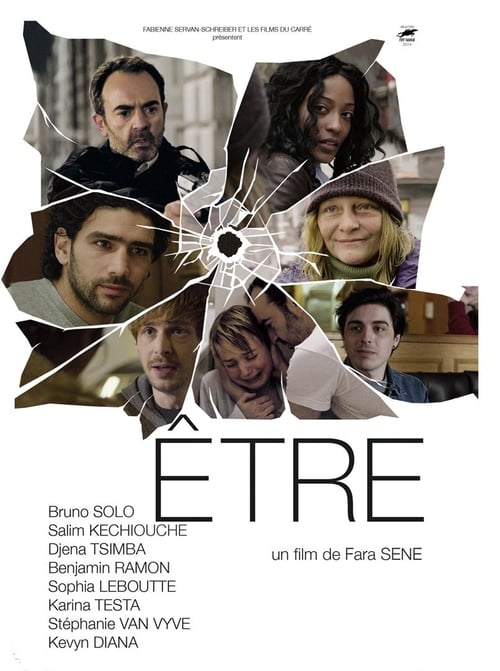 FABIENNE SERVAN-SCHREIBER ET LES FILMS DU CARRÉ
présentent
ÊTRE
Bruno SOLO
Salim KECHIOUCHE
Djena TSIMBA
Benjamin RAMON
un film de Fara SENE
Sophia LEBOUTTE
Karina TESTA
Stéphanie VAN VYVE
Kevyn DIANA